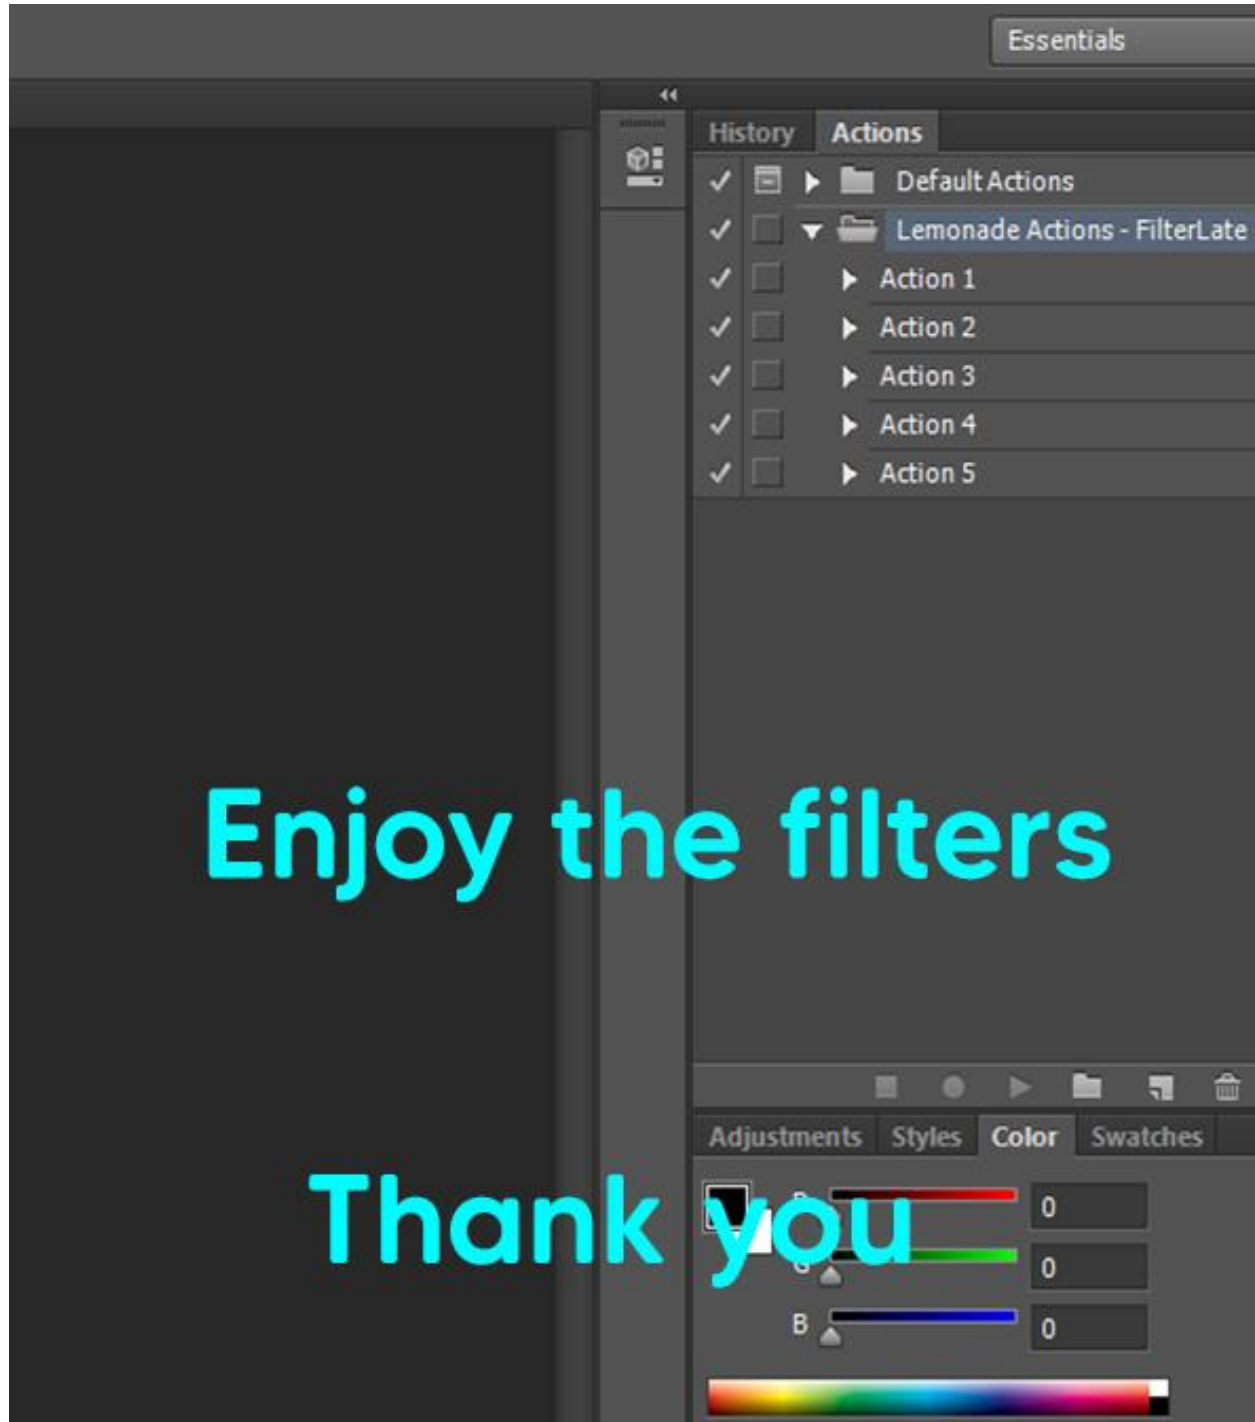 Essentials
History Actions
Default Actions
Lemonade Actions - FilterLate
Action 1
Action 2
Action 3
Action 4
Action 5
Enjoy the filters
Adjustments Styles Color Swatches
Thank you
0
G 0
B 0